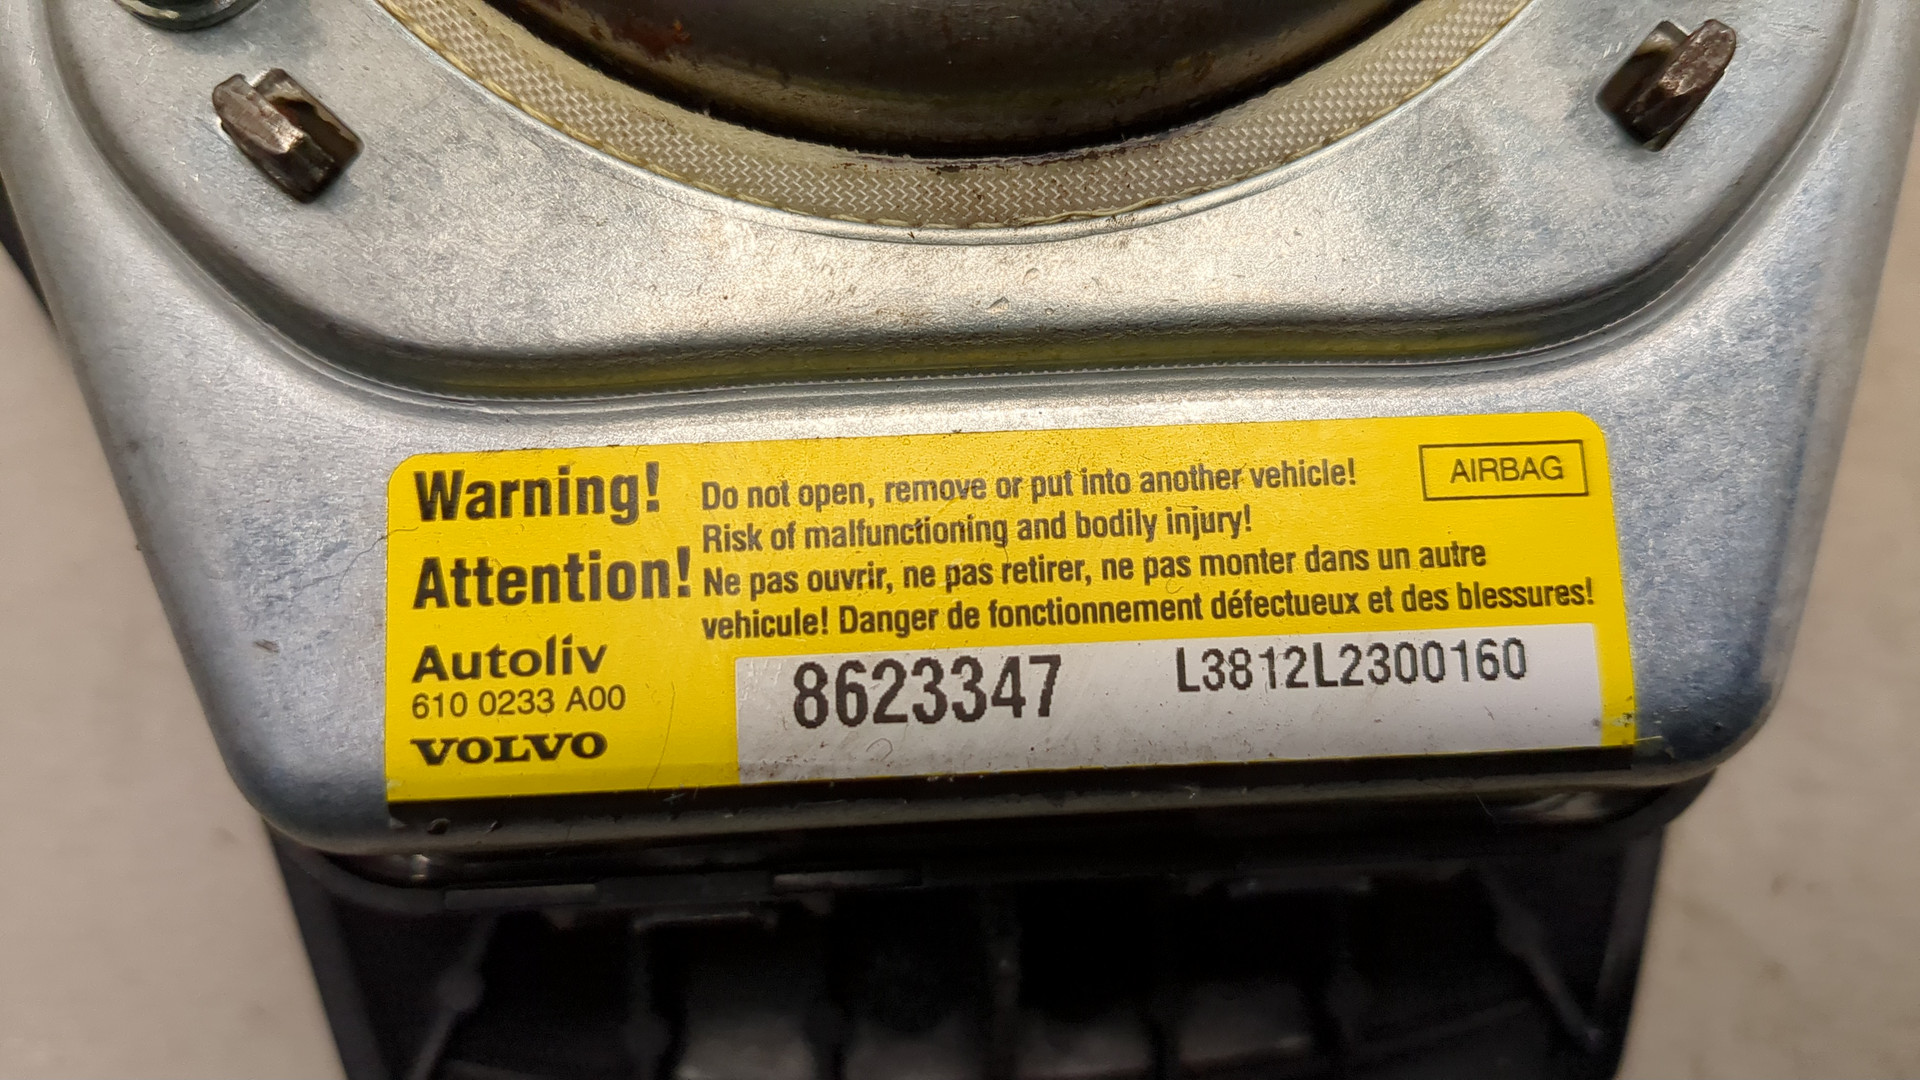 Warning!
Do not open, remove or put into another vehicle!
Risk of malfunctioning and bodily injury!
AIRBAG
Attention!
Ne pas ouvrir, ne pas retirer, ne pas monter dans un autre
vehicule! Danger de fonctionnement défectueux et des blessures!
Autoliv
610 0233 A00
VOLVO
8623347
L3812L2300160